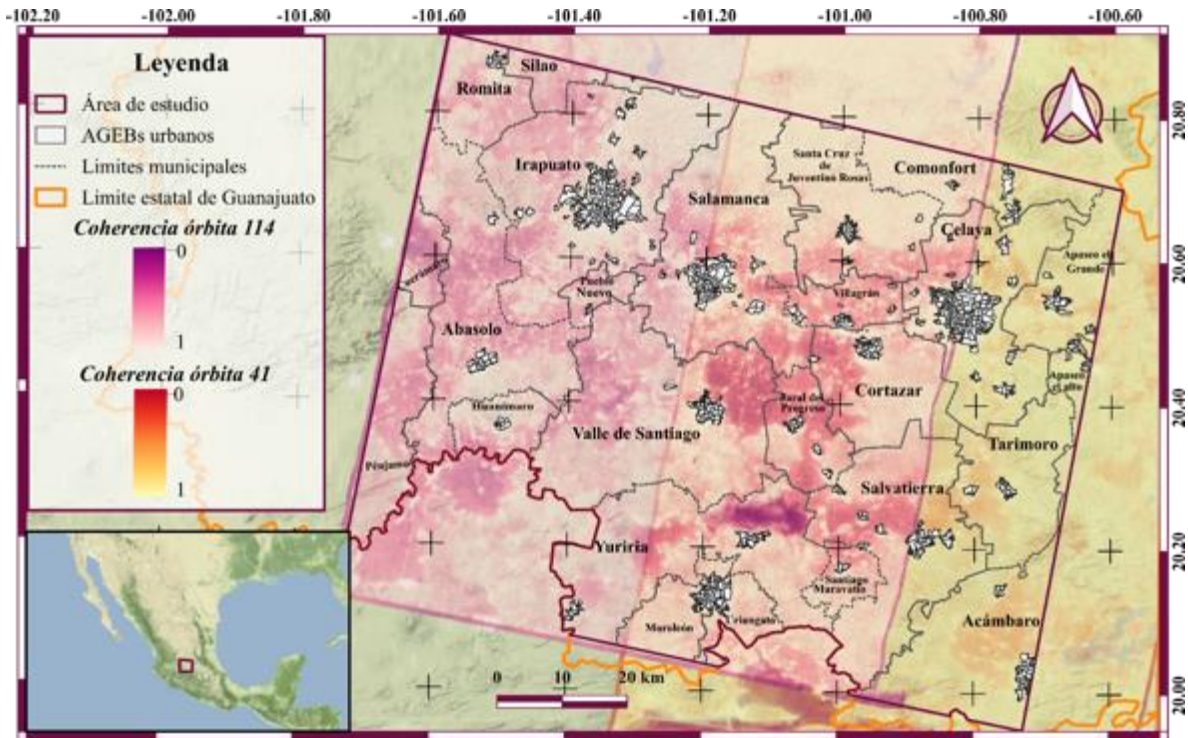 -102.20 -102.00 -101.80 -101.60 -101.40 -101.20 -101.00 -100.80 -100.60
Leyenda
Área de estudio
AGEBs urbanos
Limites municipales
Limite estatal de Guanajuato
Coherencia órbita 114
0
1
Coherencia órbita 41
0
1
Silao
Romita
Irapuato
Santa Cruz
de
Juventino Rosas
Comonfort
Salamanca
Celaya
Apaseo el
Grande
Pueblo
Nuevo
Villagrán
Abasolo
Cortazar
Apaseo
el alto
Huanímaro
Jaral del
Progreso
Valle de Santiago
Tarimoro
Pénjamo
Salvatierra
Yuriria
Santiago
Maravatío
Moroleón
Uriangato
Acámbaro
0 10 20 km
20.80
20.60
20.40
20.20
20.00